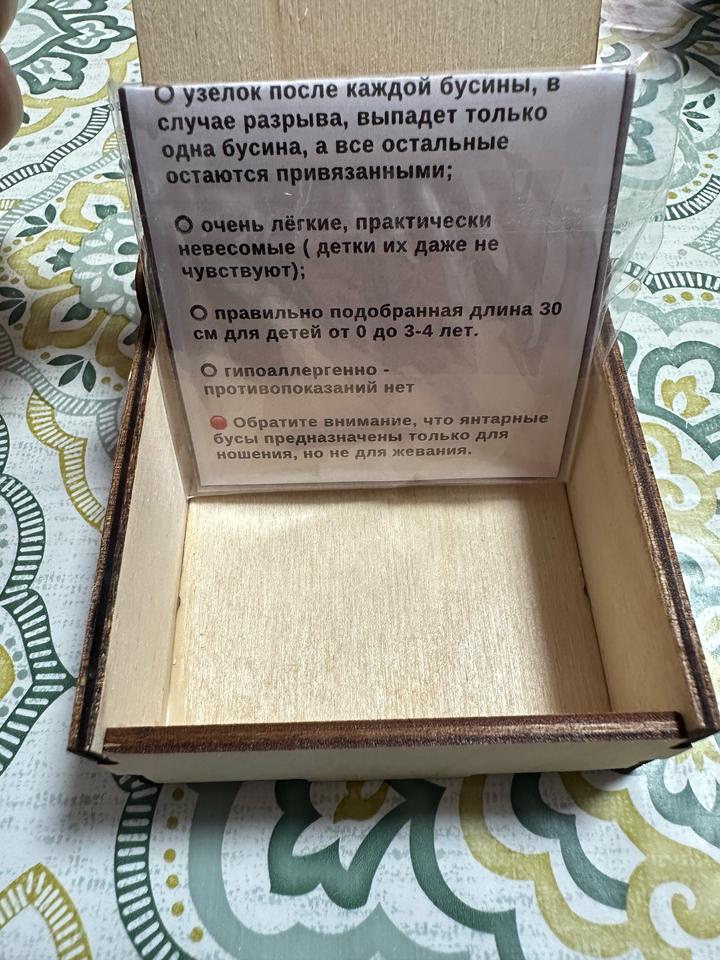 О узелок после каждой бусины, в
случае разрыва, выпадет только
одна бусина, а все остальные
остаются привязанными;
О очень лёгкие, практически
невесомые ( детки их даже не
чувствуют);
О правильно подобранная длина 30
см для детей от 0 до 3-4 лет.
О гипоаллергенно -
противопоказаний нет
🔴 Обратите внимание, что янтарные
бусы предназначены только для
ношения, но не для жевания.